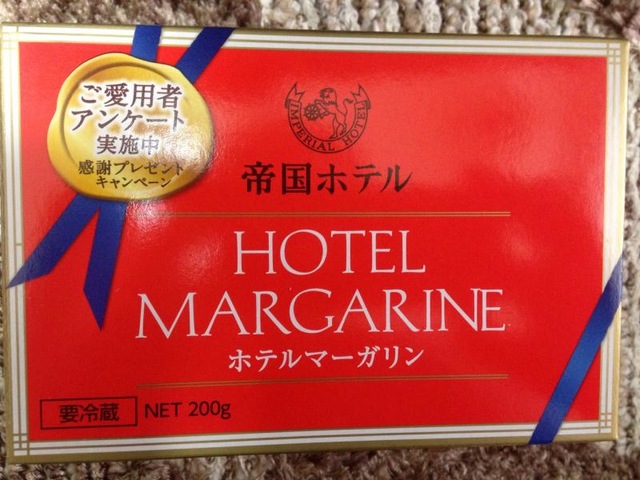 ご愛用者
アンケート
実施中
感謝プレゼント
キャンペーン
IMPERIAL HOTEL
帝国ホテル
HOTEL
MARGARINE
ホテルマーガリン
要冷蔵 NET 200g